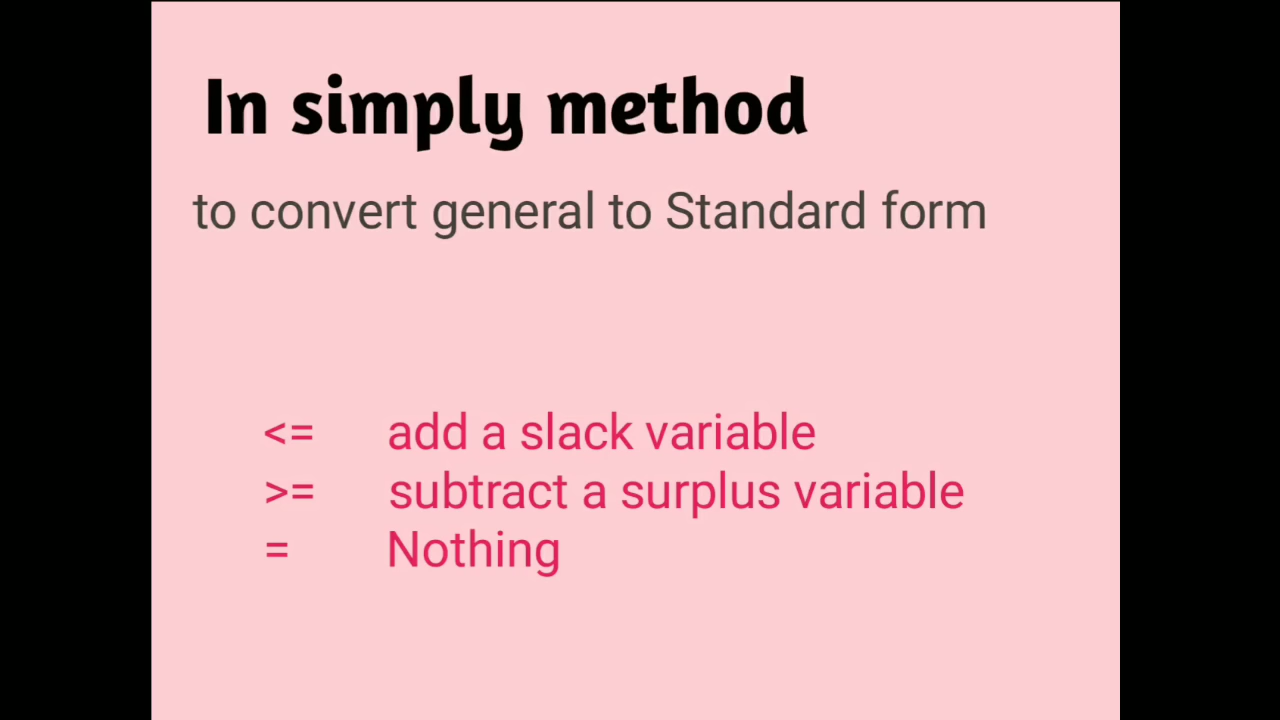 In simply method
to convert general to Standard form
<= add a slack variable
>= subtract a surplus variable
= Nothing